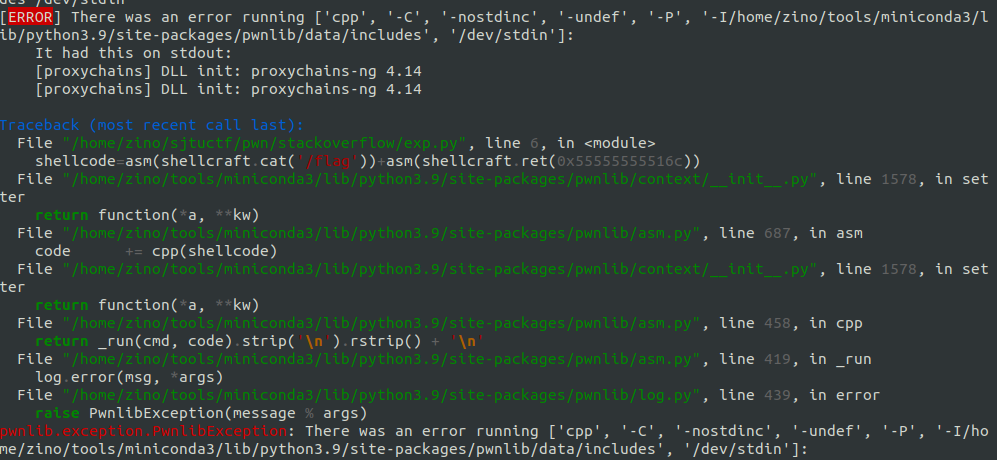 des /dev/stdin
[ERROR] There was an error running ['cpp', '-C', '-nostdinc', '-undef', '-P', '-I/home/zino/tools/miniconda3/l
ib/python3.9/site-packages/pwnlib/data/includes', '/dev/stdin']:
    It had this on stdout:
    [proxychains] DLL init: proxychains-ng 4.14
    [proxychains] DLL init: proxychains-ng 4.14
Traceback (most recent call last):
  File "/home/zino/sjtuctf/pwn/stackoverflow/exp.py", line 6, in <module>
    shellcode=asm(shellcraft.cat('/flag'))+asm(shellcraft.ret(0x55555555516c))
  File "/home/zino/tools/miniconda3/lib/python3.9/site-packages/pwnlib/context/__init__.py", line 1578, in set
ter
    return function(*a, **kw)
  File "/home/zino/tools/miniconda3/lib/python3.9/site-packages/pwnlib/asm.py", line 687, in asm
    code      += cpp(shellcode)
  File "/home/zino/tools/miniconda3/lib/python3.9/site-packages/pwnlib/context/__init__.py", line 1578, in set
ter
    return function(*a, **kw)
  File "/home/zino/tools/miniconda3/lib/python3.9/site-packages/pwnlib/asm.py", line 458, in cpp
    return _run(cmd, code).strip('\n').rstrip() + '\n'
  File "/home/zino/tools/miniconda3/lib/python3.9/site-packages/pwnlib/asm.py", line 419, in _run
    log.error(msg, *args)
  File "/home/zino/tools/miniconda3/lib/python3.9/site-packages/pwnlib/log.py", line 439, in error
    raise PwnlibException(message % args)
pwnlib.exception.PwnlibException: There was an error running ['cpp', '-C', '-nostdinc', '-undef', '-P', '-I/ho
me/zino/tools/miniconda3/lib/python3.9/site-packages/pwnlib/data/includes', '/dev/stdin']: